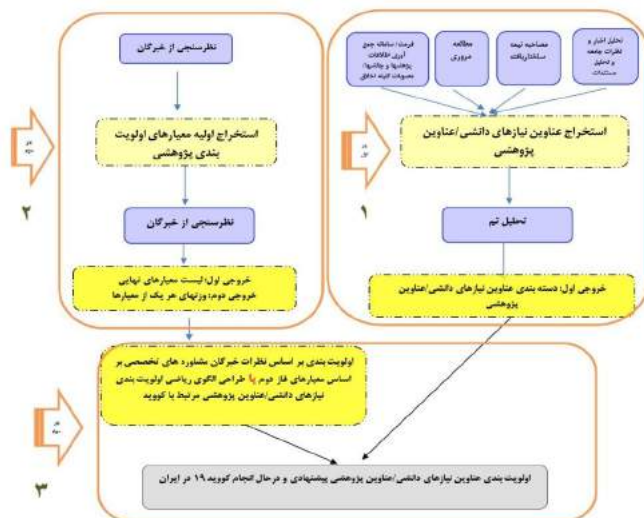 تحلیل اخبار و
نظرات جامعه
و تحلیل
مستندات
مصاحبه نیمه
ساختاریافته
مطالعه
مروری
فرمت/ سامانه جمع
آوری اطلاعات
پژوهشها و چالشها/
مصوبات کمیته اخلاق
استخراج عناوین نیازهای دانشی/عناوین
پژوهشی
تحلیل تم
خروجی اول: دسته بندی عناوین نیازهای دانشی/عناوین
پژوهشی
۱
نظرسنجی از خبرگان
استخراج اولیه معیارهای اولویت
بندی پژوهشی
نظرسنجی از خبرگان
خروجی اول: لیست معیارهای نهایی
خروجی دوم: وزنهای هر یک از معیارها
۲
اولویت بندی بر اساس نظرات خبرگان مشاوره های تخصصی بر
اساس معیارهای فاز دوم یا طراحی الگوی ریاضی اولویت بندی
نیازهای دانشی/عناوین پژوهشی مرتبط با کووید
اولویت بندی عناوین نیازهای دانشی/عناوین پژوهشی پیشنهادی و درحال انجام کووید ۱۹ در ایران
۳